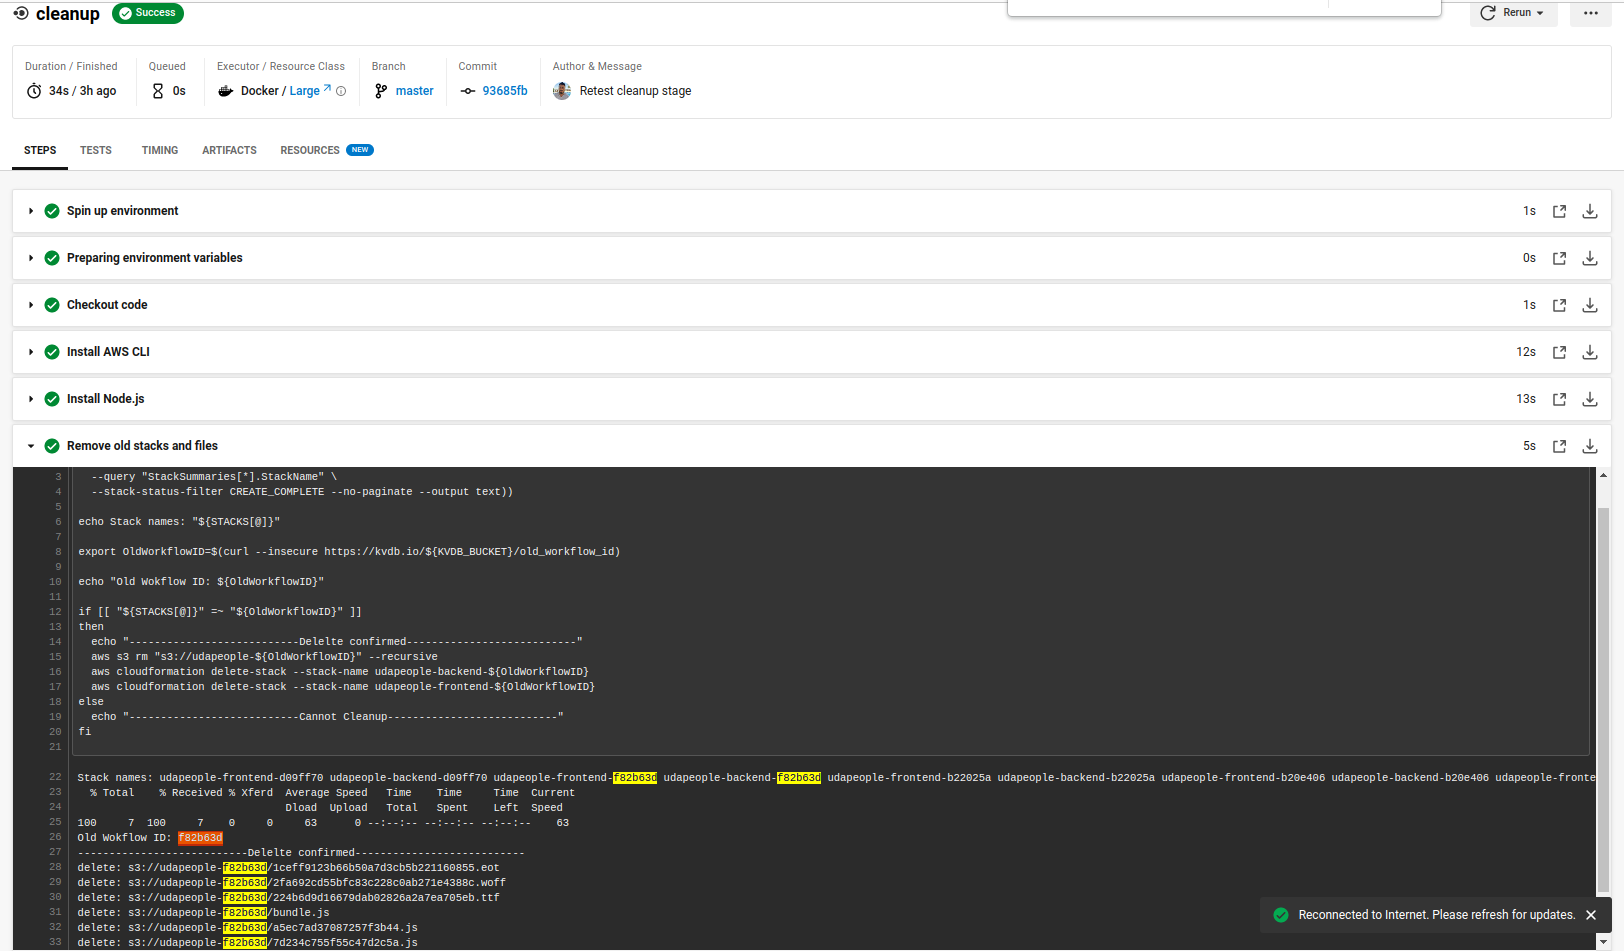 cleanup Success Rerun
Duration / Finished Queued Executor / Resource Class Branch Commit Author & Message
34s / 3h ago 0s Docker / Large master 93685fb Retest cleanup stage
STEPS TESTS TIMING ARTIFACTS RESOURCES NEW
Spin up environment 1s
Preparing environment variables 0s
Checkout code 1s
Install AWS CLI 12s
Install Node.js 13s
Remove old stacks and files 5s
3 --query "StackSummaries[*].StackName" \
4 --stack-status-filter CREATE_COMPLETE --no-paginate --output text))
5
6 echo Stack names: "${STACKS[@]}"
7
8 export OldWorkflowID=$(curl --insecure https://kvdb.io/${KVDB_BUCKET}/old_workflow_id)
9
10 echo "Old Wokflow ID: ${OldWorkflowID}"
11
12 if [[ "${STACKS[@]}" =~ "${OldWorkflowID}" ]]
13 then
14 echo "---------------------------Delelte confirmed---------------------------"
15 aws s3 rm "s3://udapeople-${OldWorkflowID}" --recursive
16 aws cloudformation delete-stack --stack-name udapeople-backend-${OldWorkflowID}
17 aws cloudformation delete-stack --stack-name udapeople-frontend-${OldWorkflowID}
18 else
19 echo "---------------------------Cannot Cleanup---------------------------"
20 fi
21
22 Stack names: udapeople-frontend-d09ff70 udapeople-backend-d09ff70 udapeople-frontend-f82b63d udapeople-backend-f82b63d udapeople-frontend-b22025a udapeople-backend-b22025a udapeople-frontend-b20e406 udapeople-backend-b20e406 udapeople-fronte
23 % Total % Received % Xferd Average Speed Time Time Time Current
24 Dload Upload Total Spent Left Speed
25 100 7 100 7 0 0 63 0 --:--:-- --:--:-- --:--:-- 63
26 Old Wokflow ID: f82b63d
27 ---------------------------Delelte confirmed---------------------------
28 delete: s3://udapeople-f82b63d/1ceff9123b66b50a7d3cb5b221160855.eot
29 delete: s3://udapeople-f82b63d/2fa692cd55bfc83c228c0ab271e4388c.woff
30 delete: s3://udapeople-f82b63d/224b6d9d16679dab02826a2a7ea705eb.ttf
31 delete: s3://udapeople-f82b63d/bundle.js
32 delete: s3://udapeople-f82b63d/a5ec7ad37087257f3b44.js
33 delete: s3://udapeople-f82b63d/7d234c755f55c47d2c5a.js
Reconnected to Internet. Please refresh for updates.